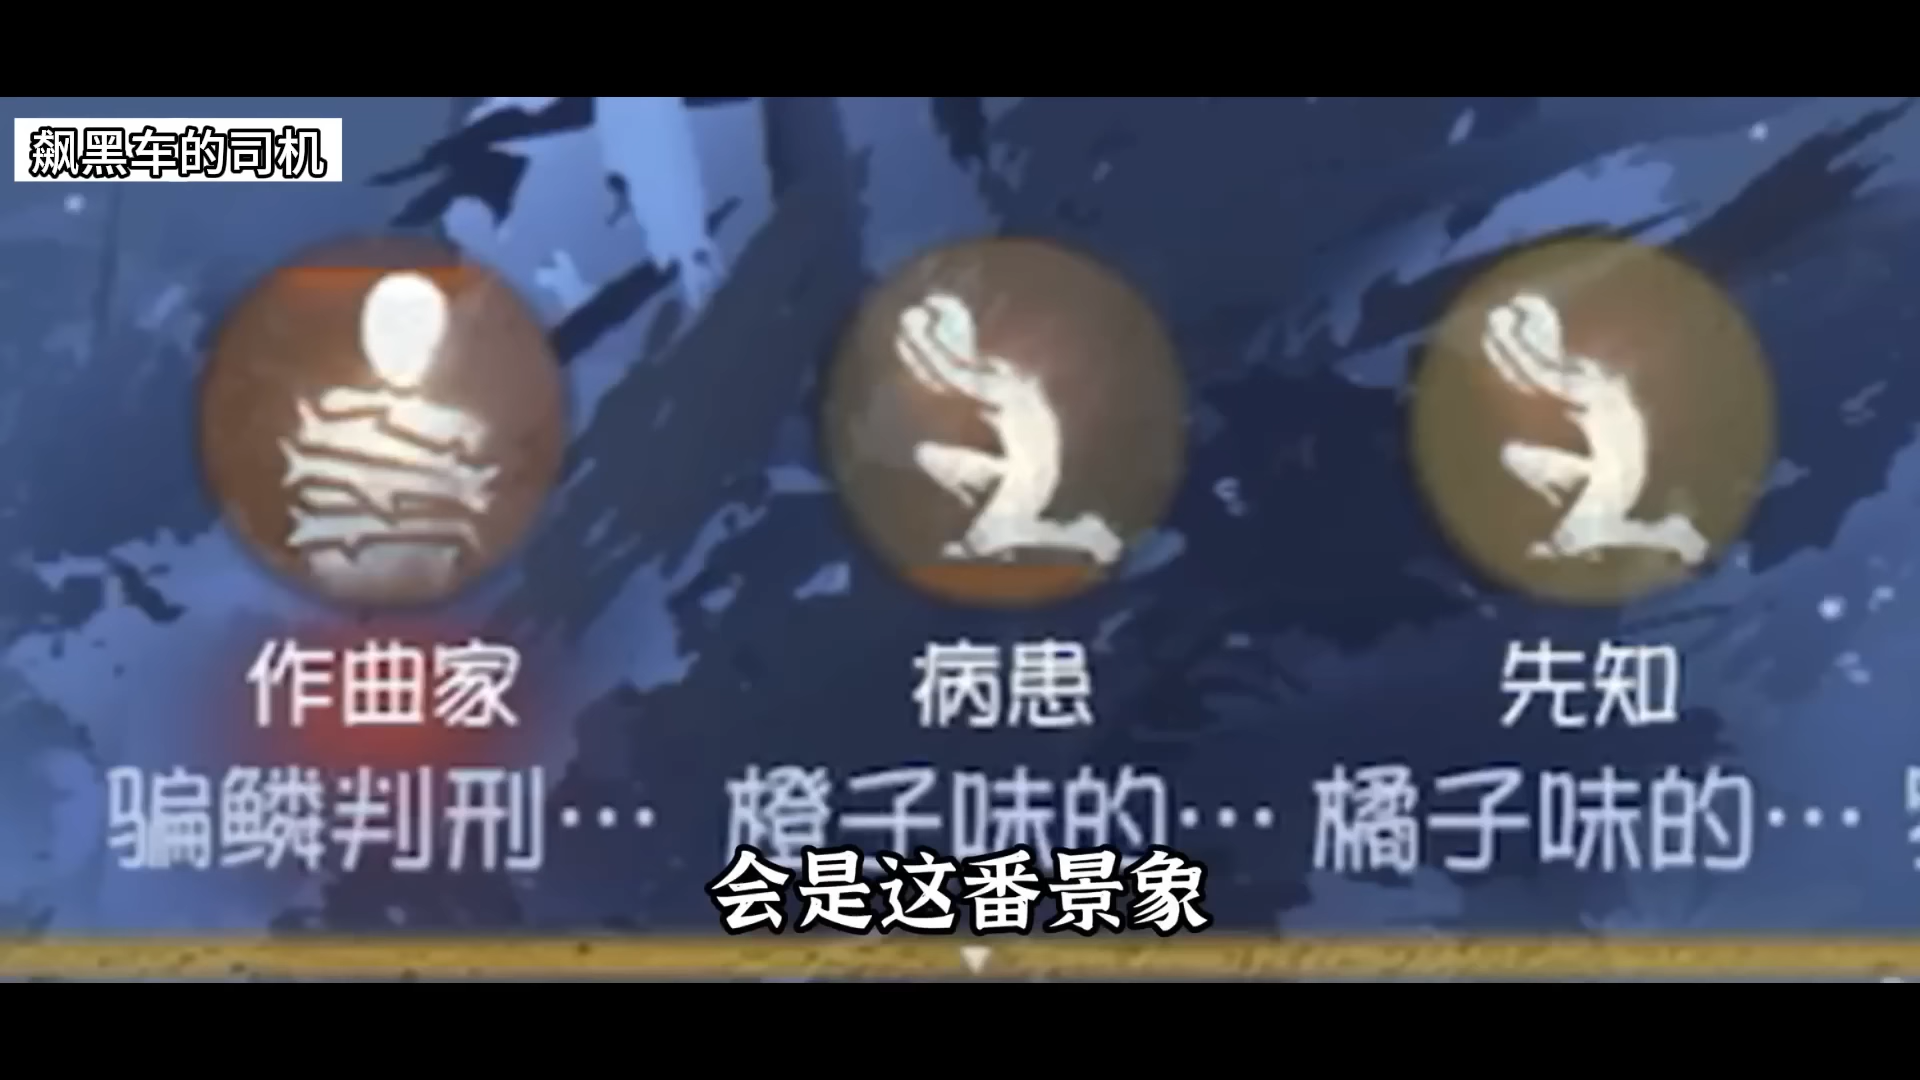 飙黑车的司机
作曲家
病患
先知
骗鳞判刑…
橙子味的…
橘子味的…
会是这番景象